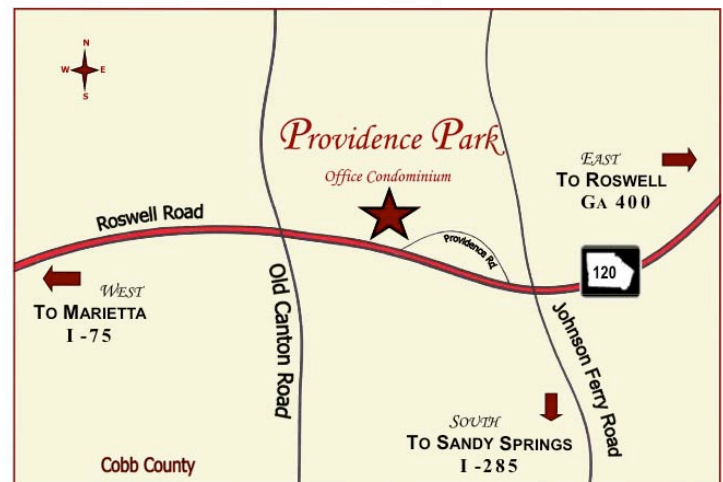 N
W E
S
Providence Park
Office Condominium
EAST
TO ROSWELL
GA 400
Roswell Road
Providence Rd
120
WEST
TO MARIETTA
I -75
Old Canton Road
Johnson Ferry Road
SOUTH
TO SANDY SPRINGS
I -285
Cobb County